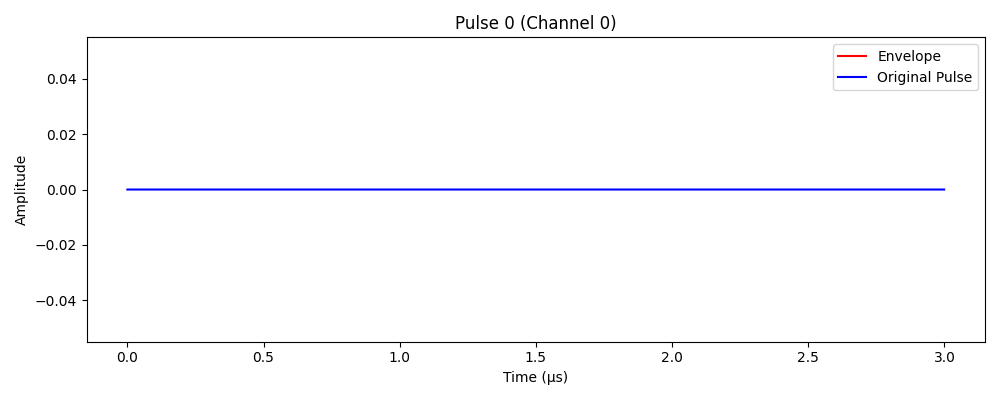 Pulse 0 (Channel 0)
Envelope
Original Pulse
Amplitude
0.04
0.02
0.00
−0.02
−0.04
0.0 0.5 1.0 1.5 2.0 2.5 3.0
Time (µs)